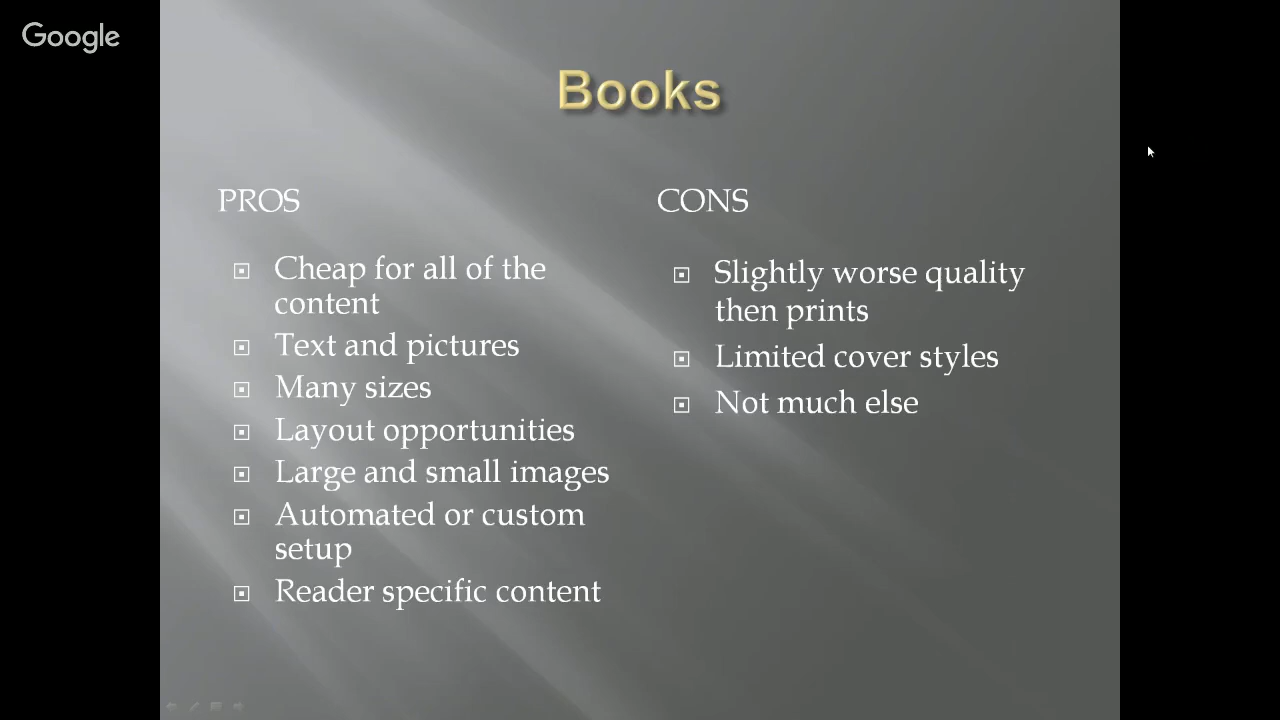 Google
Books
PROS
Cheap for all of the
content
Text and pictures
Many sizes
Layout opportunities
Large and small images
Automated or custom
setup
Reader specific content
CONS
Slightly worse quality
then prints
Limited cover styles
Not much else